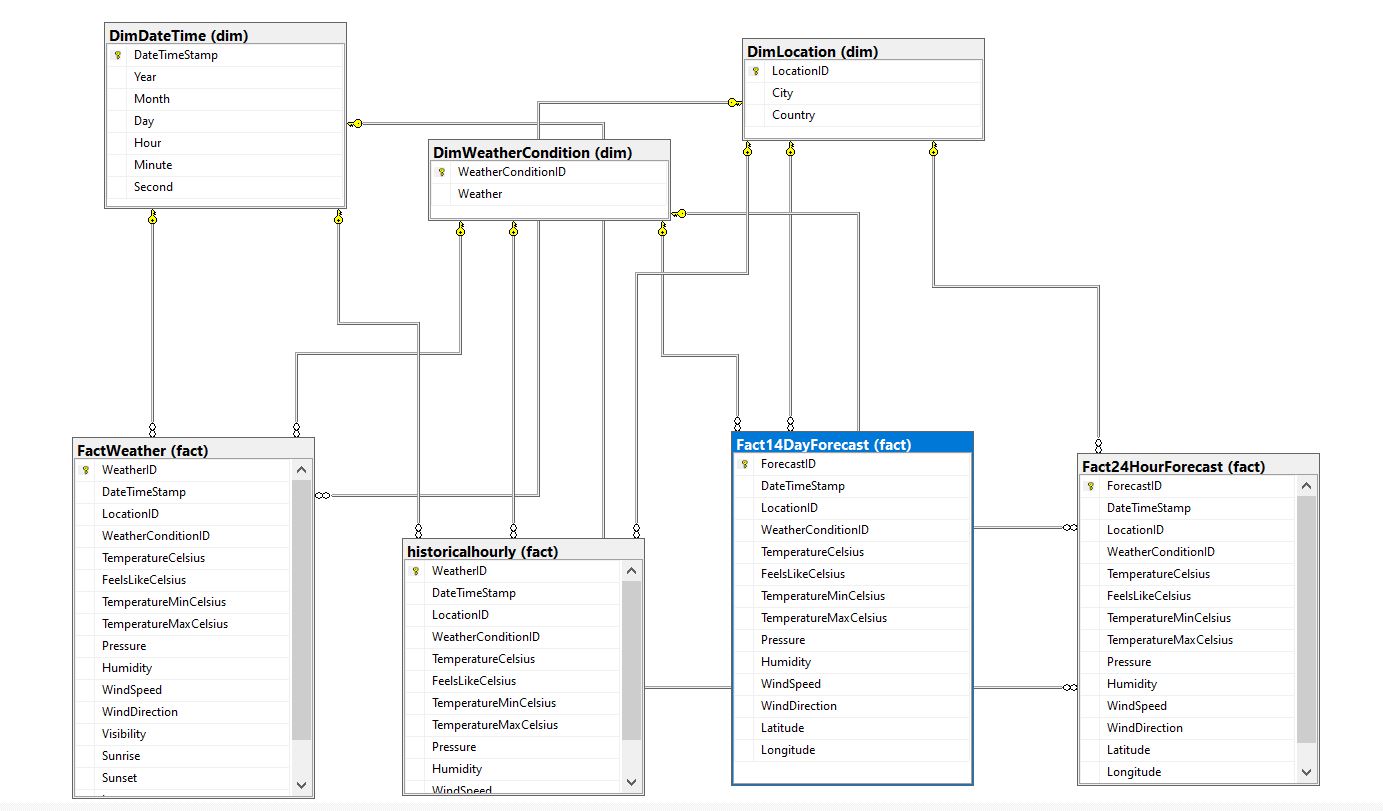 DimDateTime (dim)
DateTimeStamp
Year
Month
Day
Hour
Minute
Second
DimWeatherCondition (dim)
WeatherConditionID
Weather
DimLocation (dim)
LocationID
City
Country
FactWeather (fact)
WeatherID
DateTimeStamp
LocationID
WeatherConditionID
TemperatureCelsius
FeelsLikeCelsius
TemperatureMinCelsius
TemperatureMaxCelsius
Pressure
Humidity
WindSpeed
WindDirection
Visibility
Sunrise
Sunset
historicalhourly (fact)
WeatherID
DateTimeStamp
LocationID
WeatherConditionID
TemperatureCelsius
FeelsLikeCelsius
TemperatureMinCelsius
TemperatureMaxCelsius
Pressure
Humidity
WindSpeed
Fact14DayForecast (fact)
ForecastID
DateTimeStamp
LocationID
WeatherConditionID
TemperatureCelsius
FeelsLikeCelsius
TemperatureMinCelsius
TemperatureMaxCelsius
Pressure
Humidity
WindSpeed
WindDirection
Latitude
Longitude
Fact24HourForecast (fact)
ForecastID
DateTimeStamp
LocationID
WeatherConditionID
TemperatureCelsius
FeelsLikeCelsius
TemperatureMinCelsius
TemperatureMaxCelsius
Pressure
Humidity
WindSpeed
WindDirection
Latitude
Longitude